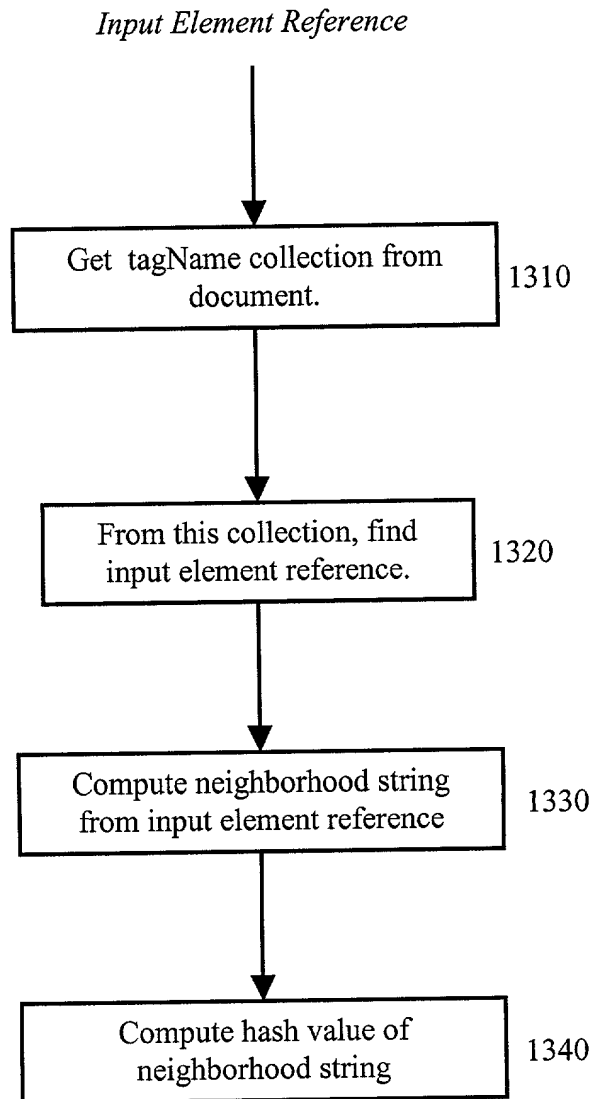 Input Element Reference
Get tagName collection from
document.
1310
From this collection, find
input element reference.
1320
Compute neighborhood string
from input element reference
1330
Compute hash value of
neighborhood string
1340